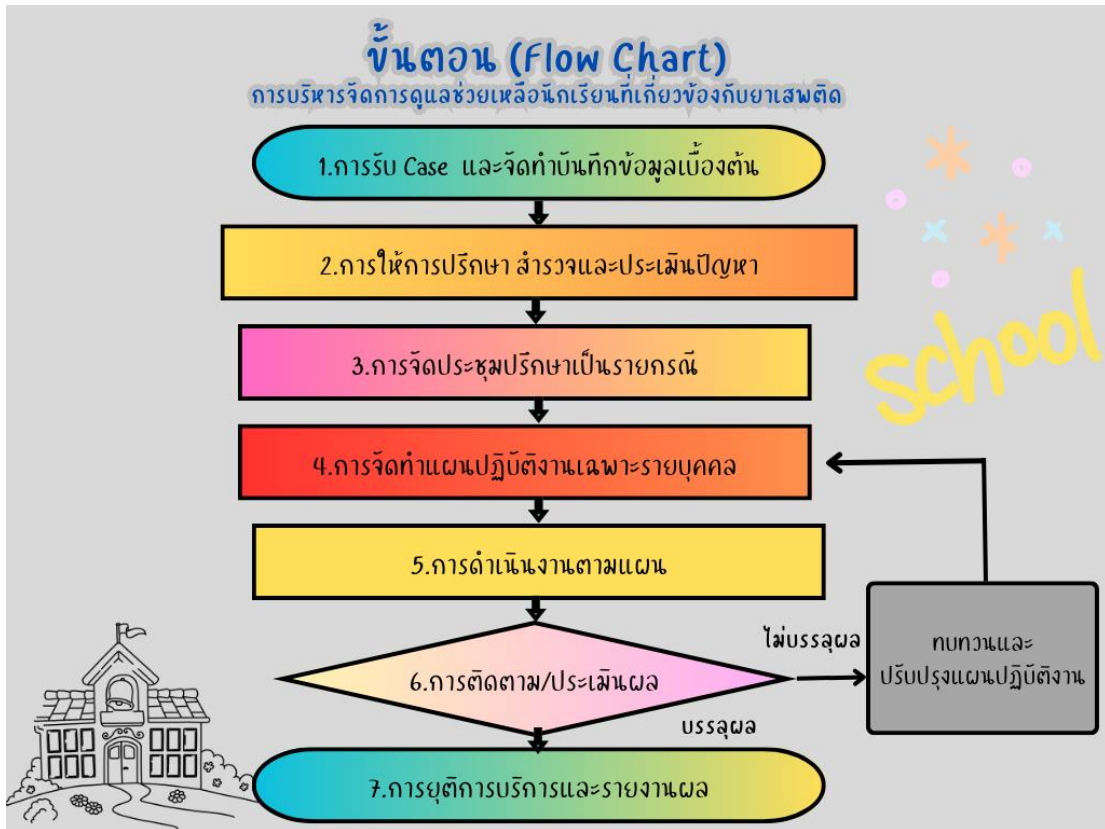 ขั้นตอน (Flow Chart)
การบริหารจัดการดูแลช่วยเหลือนักเรียนที่เกี่ยวข้องกับยาเสพติด
1.การรับ Case และจัดทำบันทึกข้อมูลเบื้องต้น
2.การให้การปรึกษา สำรวจและประเมินปัญหา
3.การจัดประชุมปรึกษาเป็นรายกรณี
4.การจัดทำแผนปฏิบัติงานเฉพาะรายบุคคล
5.การดำเนินงานตามแผน
6.การติดตาม/ประเมินผล
ไม่บรรลุผล
ทบทวนและ
ปรับปรุงแผนปฏิบัติงาน
บรรลุผล
7.การยุติการบริการและรายงานผล
school